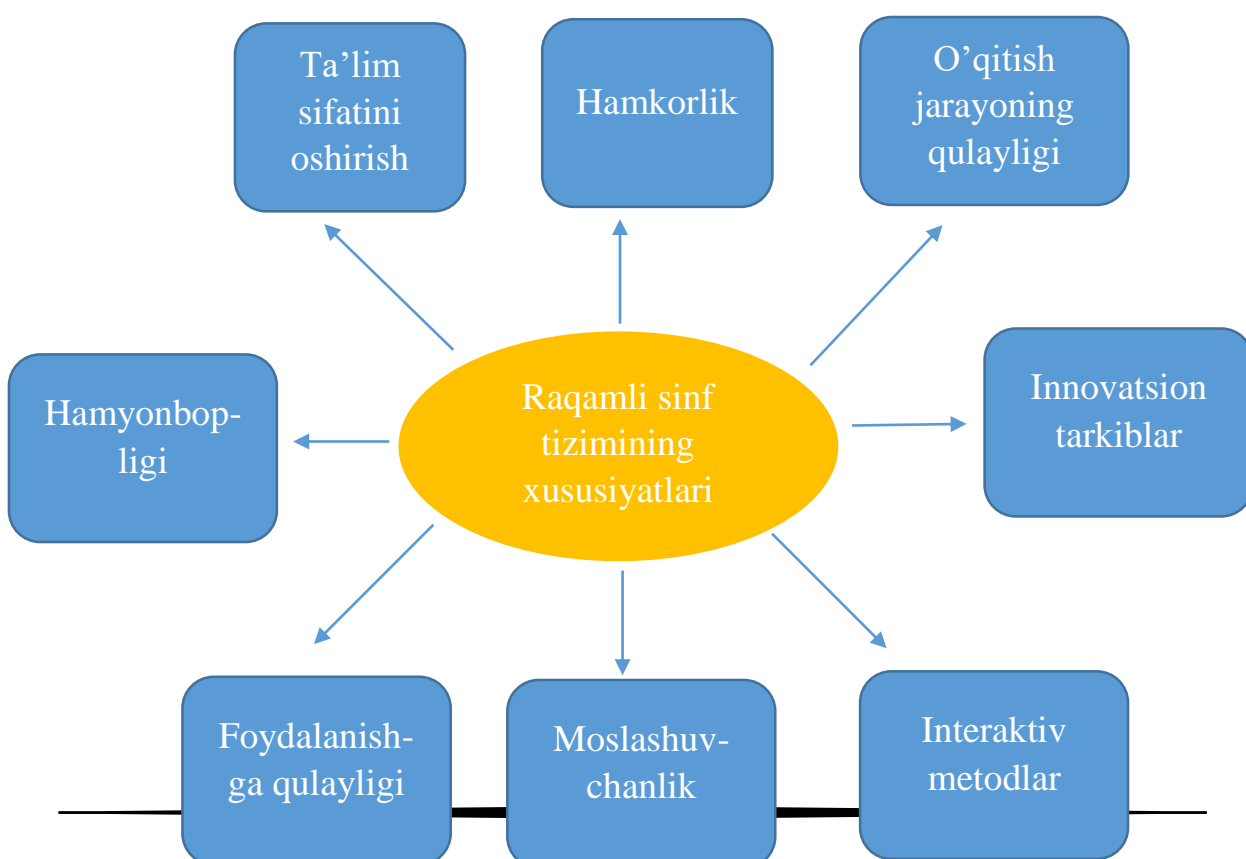 Ta’lim
sifatini
oshirish
Hamkorlik
O’qitish
jarayoning
qulayligi
Hamyonbop-
ligi
Raqamli sinf
tizimining
xususiyatlari
Innovatsion
tarkiblar
Foydalanish-
ga qulayligi
Moslashuv-
chanlik
Interaktiv
metodlar